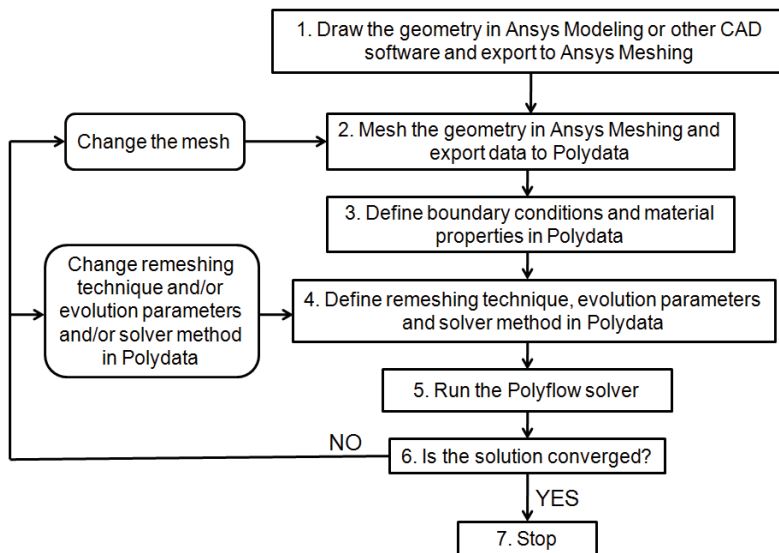 1. Draw the geometry in Ansys Modeling or other CAD
software and export to Ansys Meshing
Change the mesh
2. Mesh the geometry in Ansys Meshing and
export data to Polydata
3. Define boundary conditions and material
properties in Polydata
Change remeshing
technique and/or
evolution parameters
and/or solver method
in Polydata
4. Define remeshing technique, evolution parameters
and solver method in Polydata
5. Run the Polyflow solver
NO
6. Is the solution converged?
YES
7. Stop